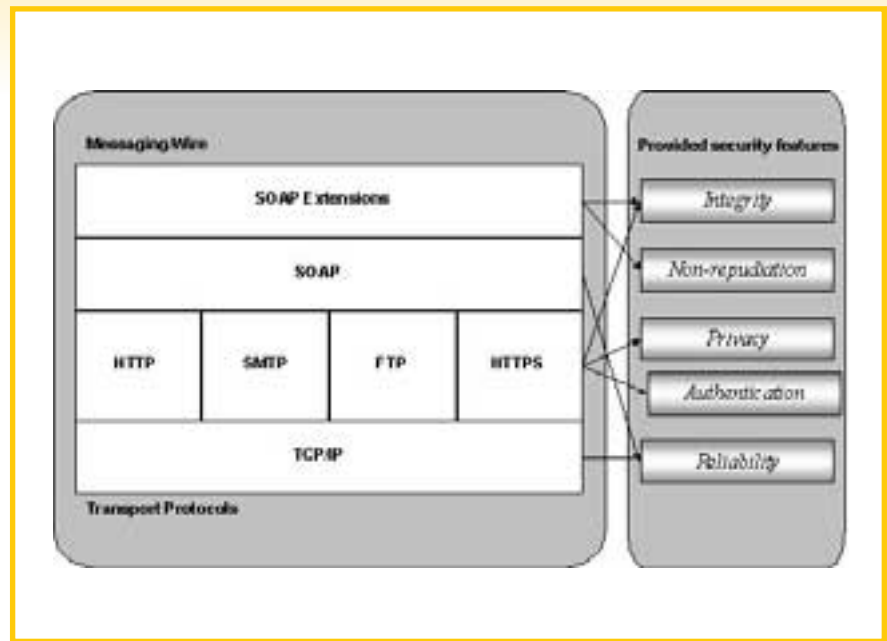 Messaging/Wire
SOAP Extensions
SOAP
HTTP SMTP FTP HTTPS
TCP/IP
Transport Protocols
Provided security features
Integrity
Non-repudiation
Privacy
Authentication
Reliability